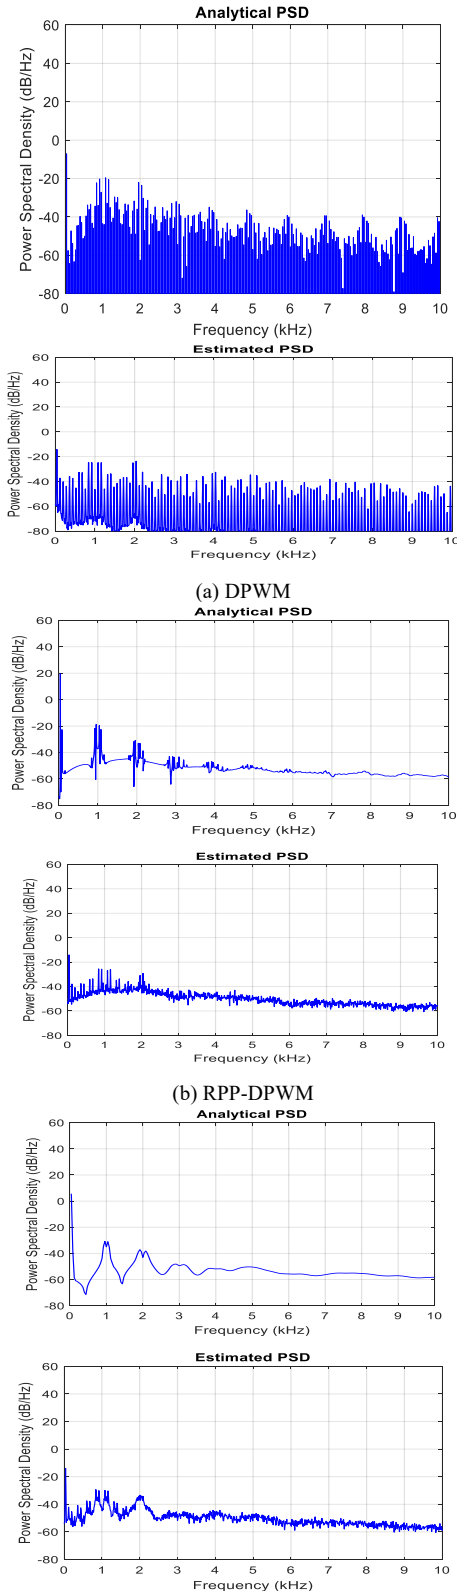 Analytical PSD
Power Spectral Density (dB/Hz)
60
40
20
0
-20
-40
-60
-80
0 1 2 3 4 5 6 7 8 9 10
Frequency (kHz)
Estimated PSD
Power Spectral Density (dB/Hz)
60
40
20
0
-20
-40
-60
-80
0 1 2 3 4 5 6 7 8 9 10
Frequency (kHz)
(a) DPWM
Analytical PSD
Power Spectral Density (dB/Hz)
60
40
20
0
-20
-40
-60
-80
0 1 2 3 4 5 6 7 8 9 10
Frequency (kHz)
Estimated PSD
Power Spectral Density (dB/Hz)
60
40
20
0
-20
-40
-60
-80
0 1 2 3 4 5 6 7 8 9 10
Frequency (kHz)
(b) RPP-DPWM
Analytical PSD
Power Spectral Density (dB/Hz)
60
40
20
0
-20
-40
-60
-80
0 1 2 3 4 5 6 7 8 9 10
Frequency (kHz)
Estimated PSD
Power Spectral Density (dB/Hz)
60
40
20
0
-20
-40
-60
-80
0 1 2 3 4 5 6 7 8 9 10
Frequency (kHz)